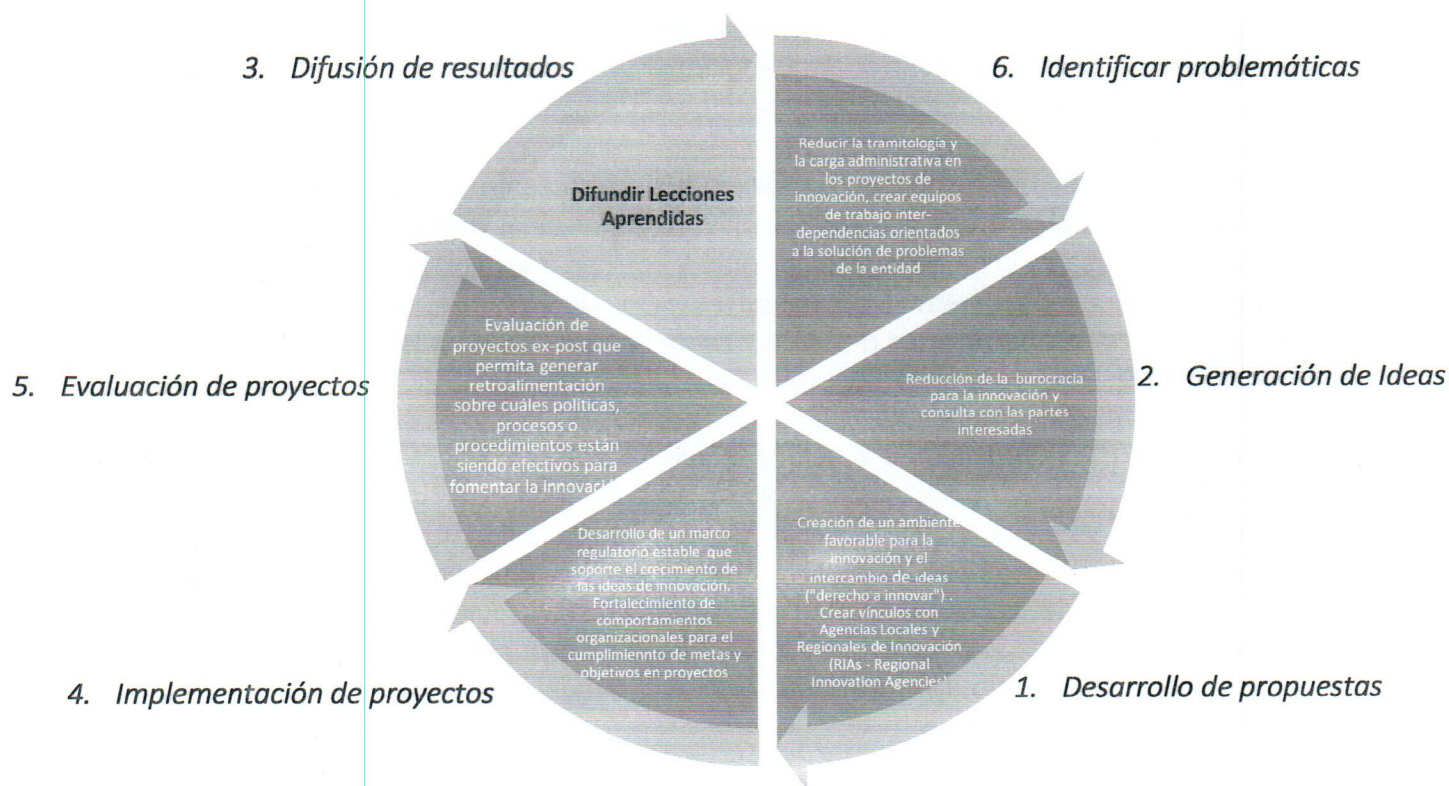 3. Difusión de resultados
6. Identificar problemáticas
Difundir Lecciones
Aprendidas
Reducir la tramitología y
la carga administrativa en
los proyectos de
innovación, crear equipos
de trabajo inter-
dependencias orientados
a la solución de problemas
de la entidad
5. Evaluación de proyectos
Evaluación de
proyectos ex-post que
permita generar
retroalimentación
sobre cuáles políticas,
procesos o
procedimientos están
siendo efectivos para
fomentar la innovació
Reducción de la burocracia
para la innovación y
consulta con las partes
interesadas
2. Generación de Ideas
4. Implementación de proyectos
Desarrollo de un marco
regulatorio estable que
soporte el crecimiento de
las ideas de innovación.
Fortalecimiento de
comportamientos
organizacionales para el
cumplimiennto de metas y
objetivos en proyectos
Creación de un ambiente
favorable para la
innovación y el
intercambio de ideas
("derecho a innovar") .
Crear vínculos con
Agencias Locales y
Regionales de Innovación
(RIAs - Regional
Innovation Agencies)
1. Desarrollo de propuestas